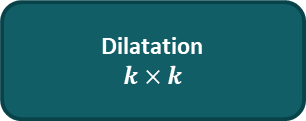 Dilatation
k × k